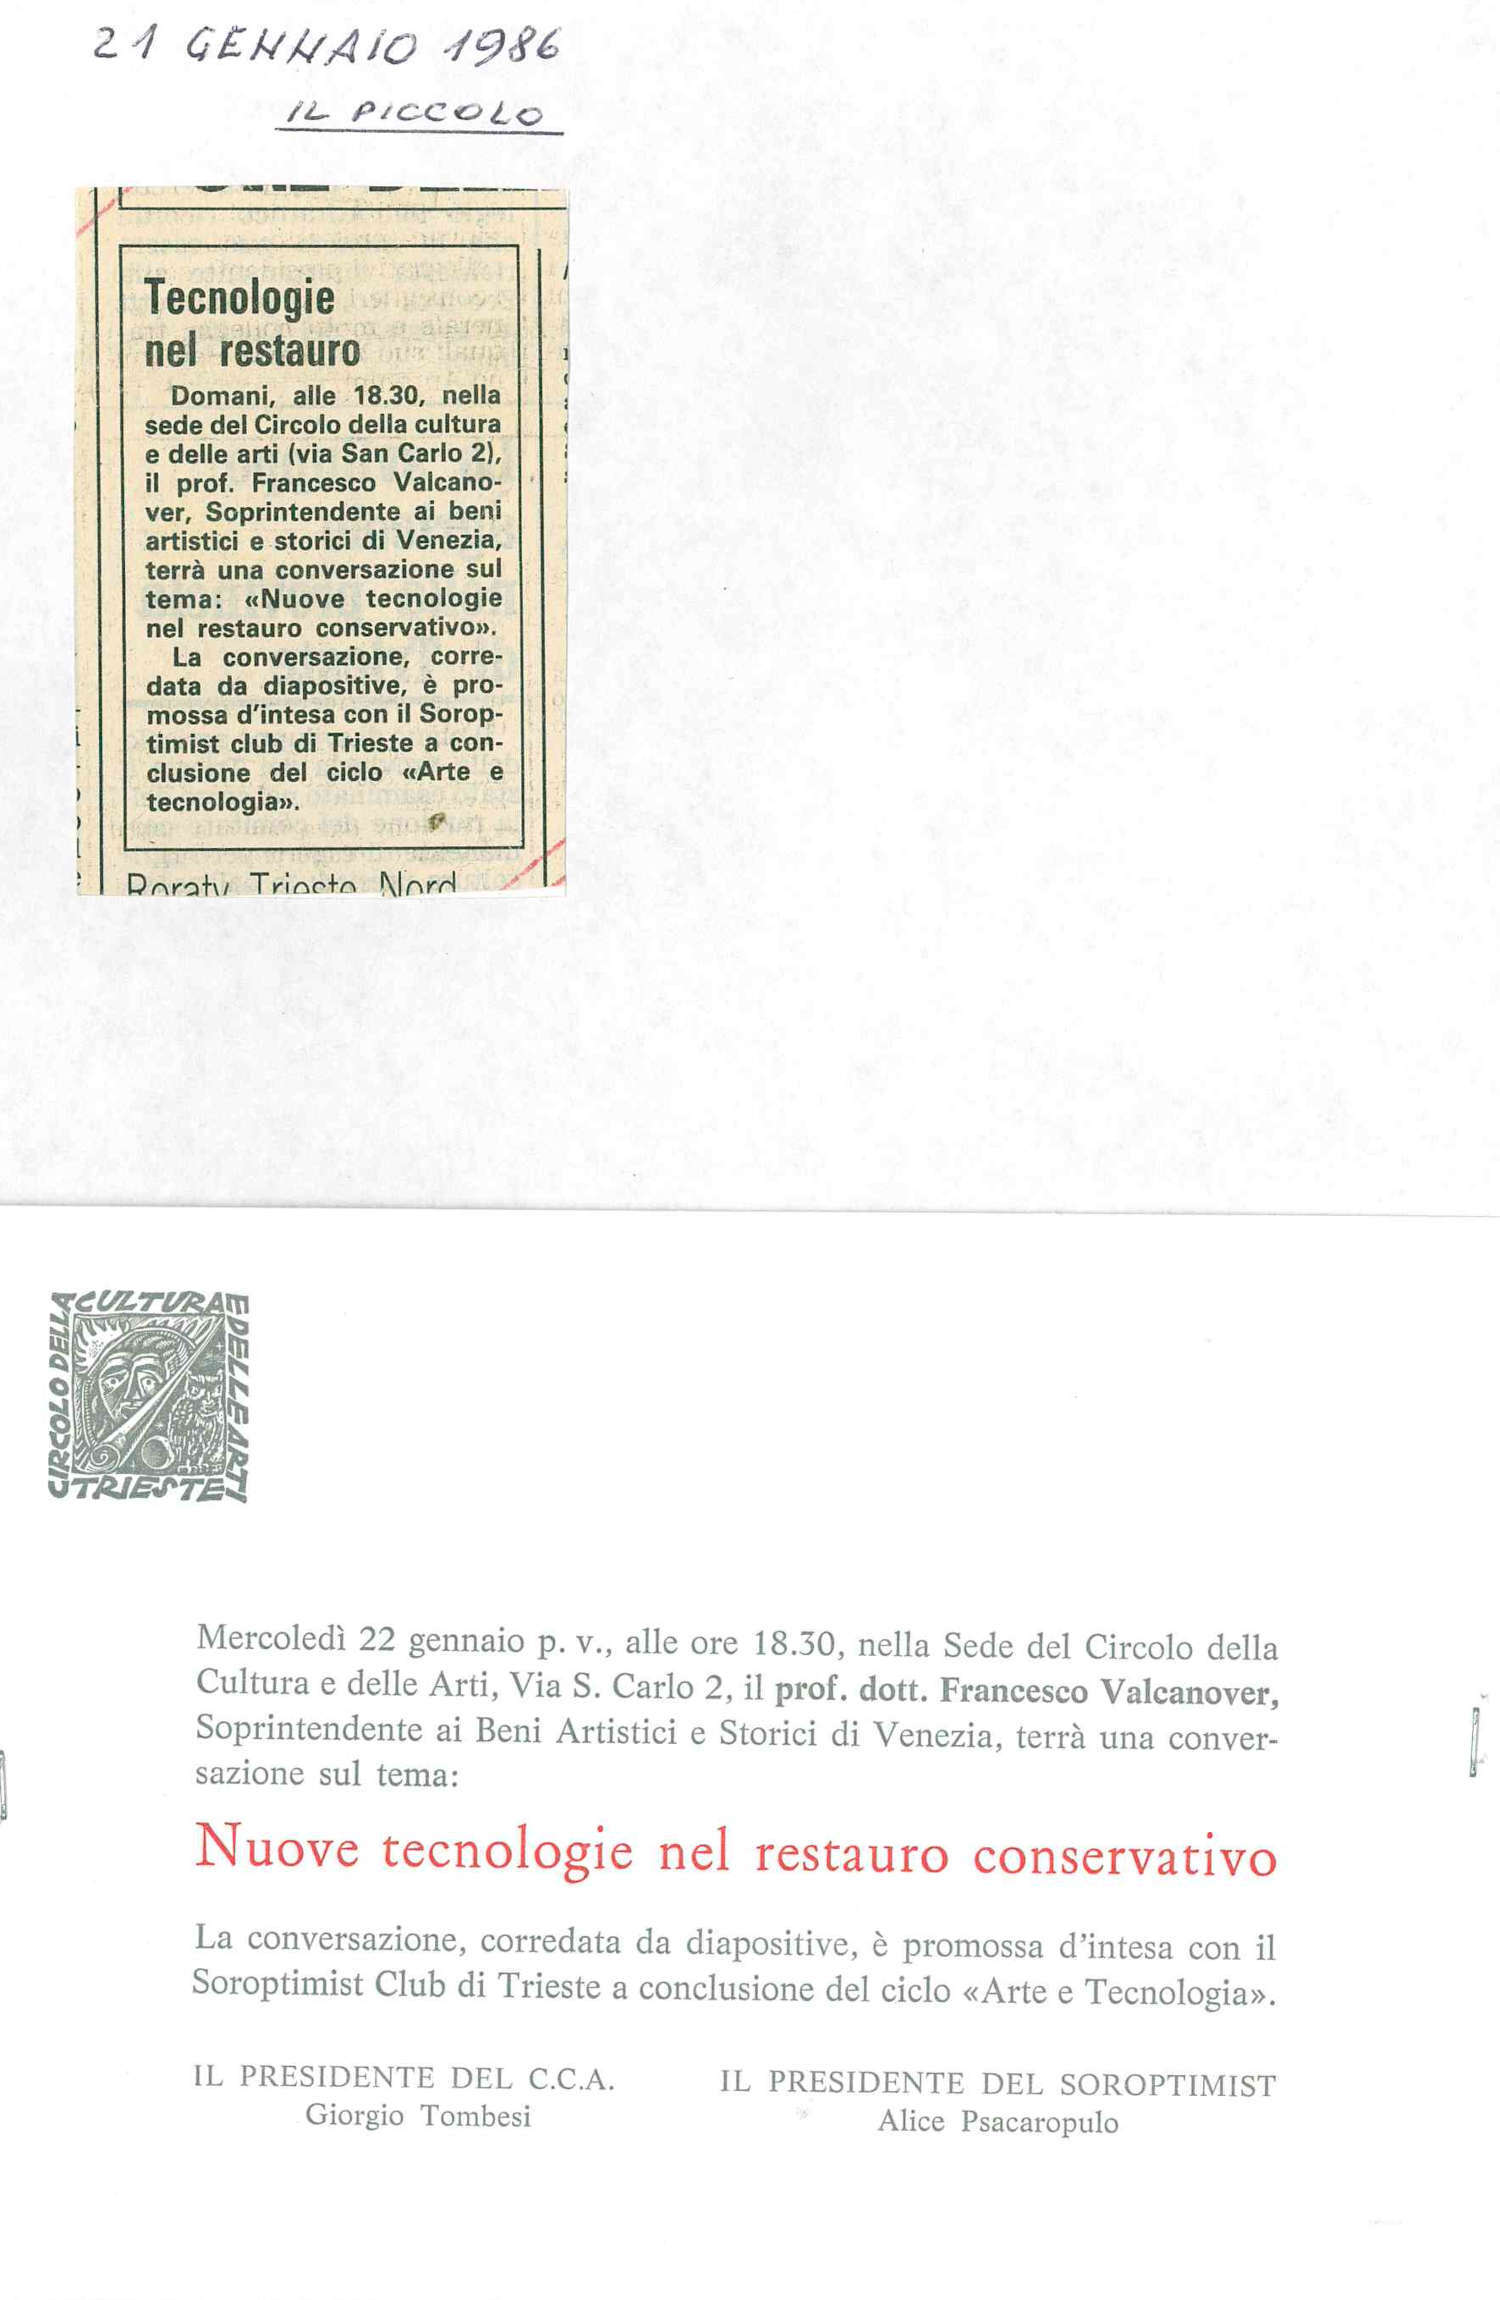 21 GENNAIO 1986
IL PICCOLO
Tecnologie
nel restauro
Domani, alle 18.30, nella
sede del Circolo della cultura
e delle arti (via San Carlo 2),
il prof. Francesco Valcano-
ver, Soprintendente ai beni
artistici e storici di Venezia,
terrà una conversazione sul
tema: «Nuove tecnologie
nel restauro conservativo».
La conversazione, corre-
data da diapositive, è pro-
mossa d'intesa con il Sorop-
timist club di Trieste a con-
clusione del ciclo «Arte e
tecnologia».
Trieste Nord
CIRCOLO DELLA CULTURA E DELLE ARTI
TRIESTE
Mercoledì 22 gennaio p. v., alle ore 18.30, nella Sede del Circolo della
Cultura e delle Arti, Via S. Carlo 2, il prof. dott. Francesco Valcanover,
Soprintendente ai Beni Artistici e Storici di Venezia, terrà una conver-
sazione sul tema:
Nuove tecnologie nel restauro conservativo
La conversazione, corredata da diapositive, è promossa d'intesa con il
Soroptimist Club di Trieste a conclusione del ciclo «Arte e Tecnologia».
IL PRESIDENTE DEL C.C.A. IL PRESIDENTE DEL SOROPTIMIST
Giorgio Tombesi Alice Psacaropulo